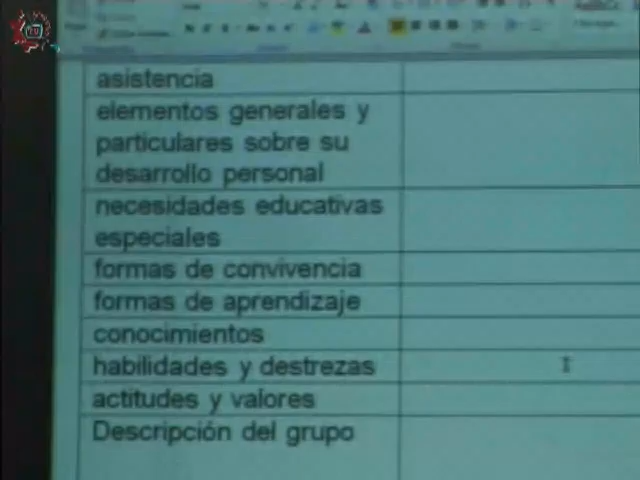 asistencia
elementos generales y
particulares sobre su
desarrollo personal
necesidades educativas
especiales
formas de convivencia
formas de aprendizaje
conocimientos
habilidades y destrezas
actitudes y valores
Descripción del grupo